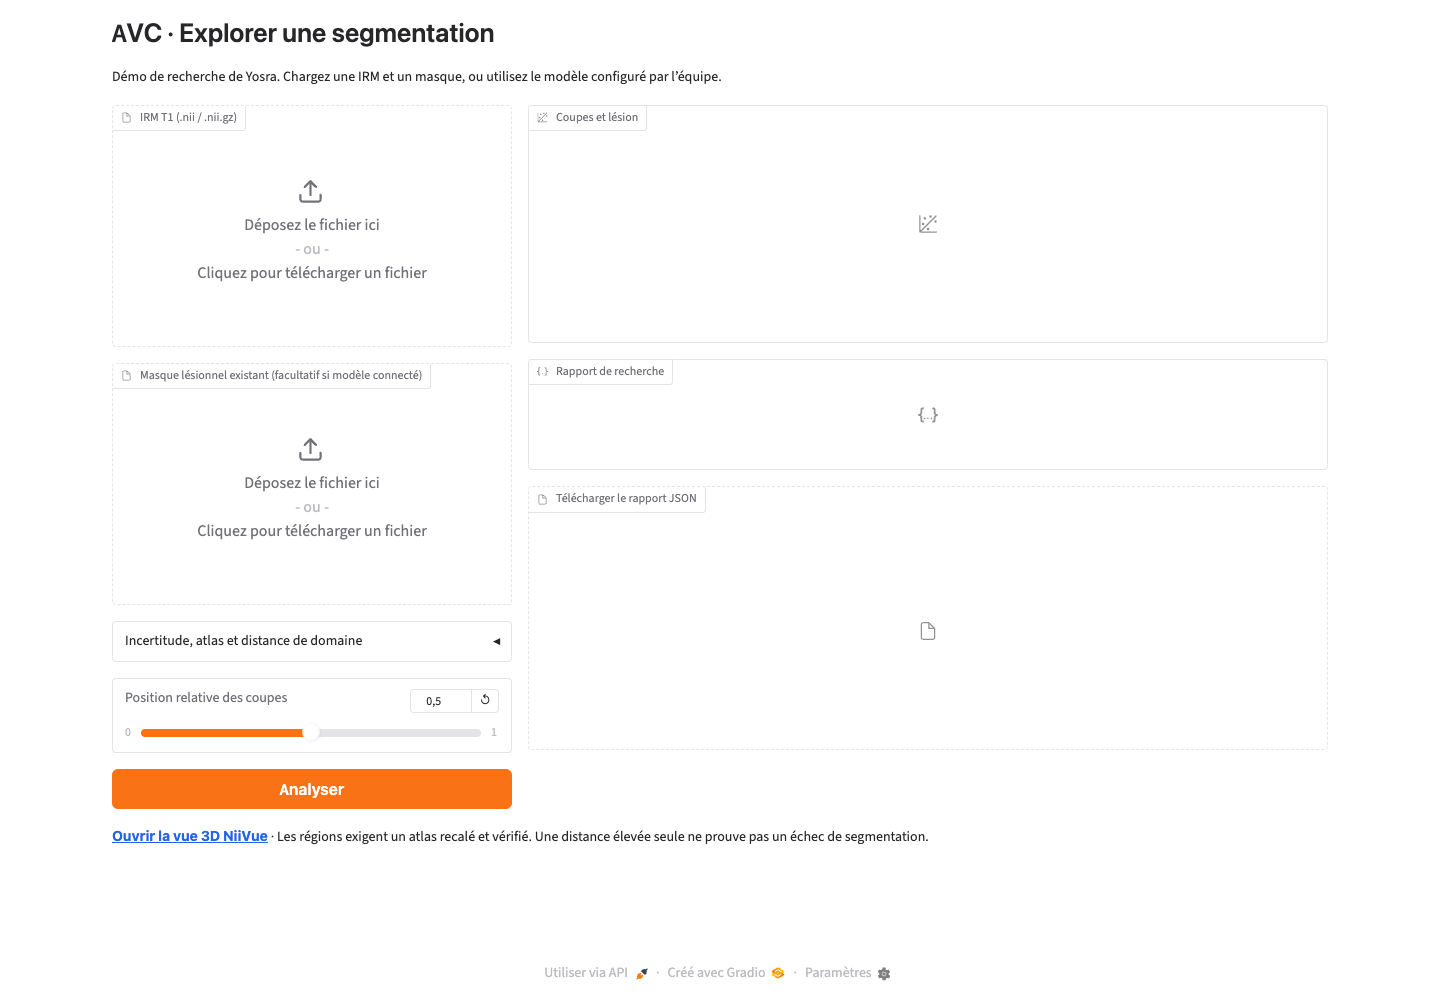 AVC · Explorer une segmentation
Démo de recherche de Yosra. Chargez une IRM et un masque, ou utilisez le modèle configuré par l’équipe.
IRM T1 (.nii / .nii.gz)
Déposez le fichier ici
- ou -
Cliquez pour télécharger un fichier
Masque lésionnel existant (facultatif si modèle connecté)
Déposez le fichier ici
- ou -
Cliquez pour télécharger un fichier
Incertitude, atlas et distance de domaine
Position relative des coupes
0,5
0
1
Analyser
Coupes et lésion
Rapport de recherche
{...}
Télécharger le rapport JSON
Ouvrir la vue 3D NiiVue · Les régions exigent un atlas recalé et vérifié. Une distance élevée seule ne prouve pas un échec de segmentation.
Utiliser via API · Créé avec Gradio · Paramètres